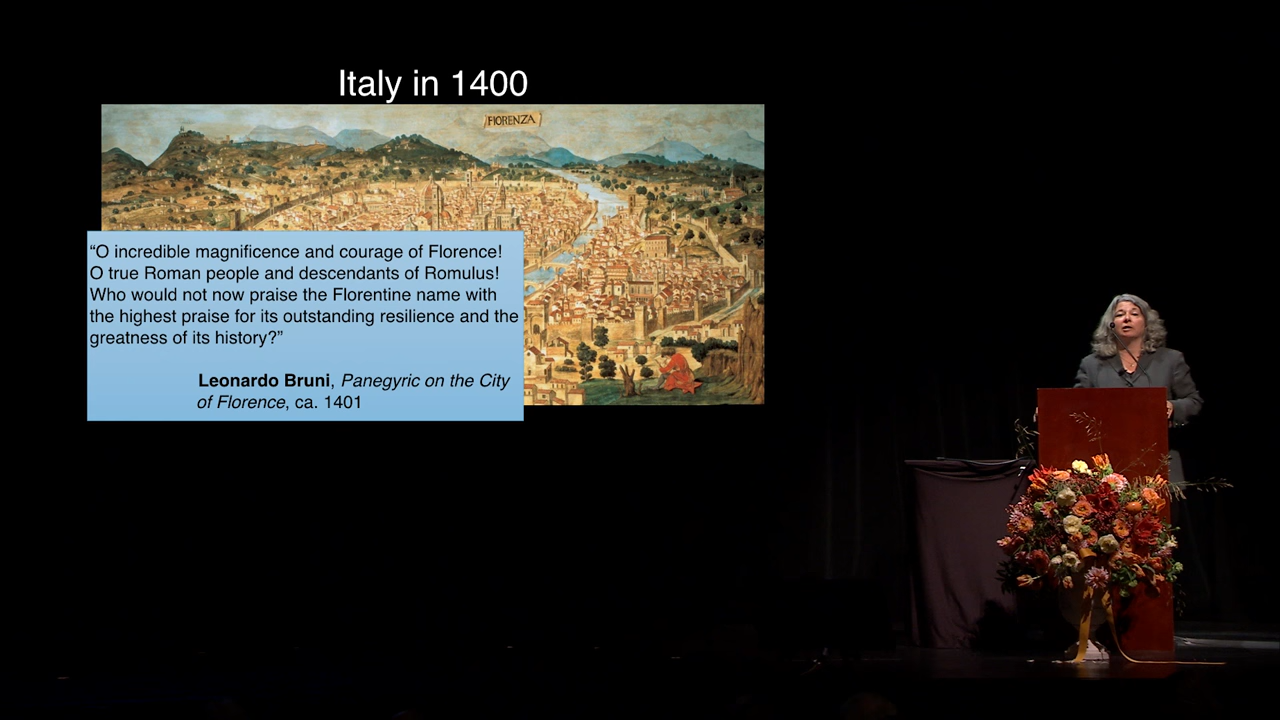 Italy in 1400
FIORENZA
“O incredible magnificence and courage of Florence!
O true Roman people and descendants of Romulus!
Who would not now praise the Florentine name with
the highest praise for its outstanding resilience and the
greatness of its history?”
Leonardo Bruni, Panegyric on the City
of Florence, ca. 1401